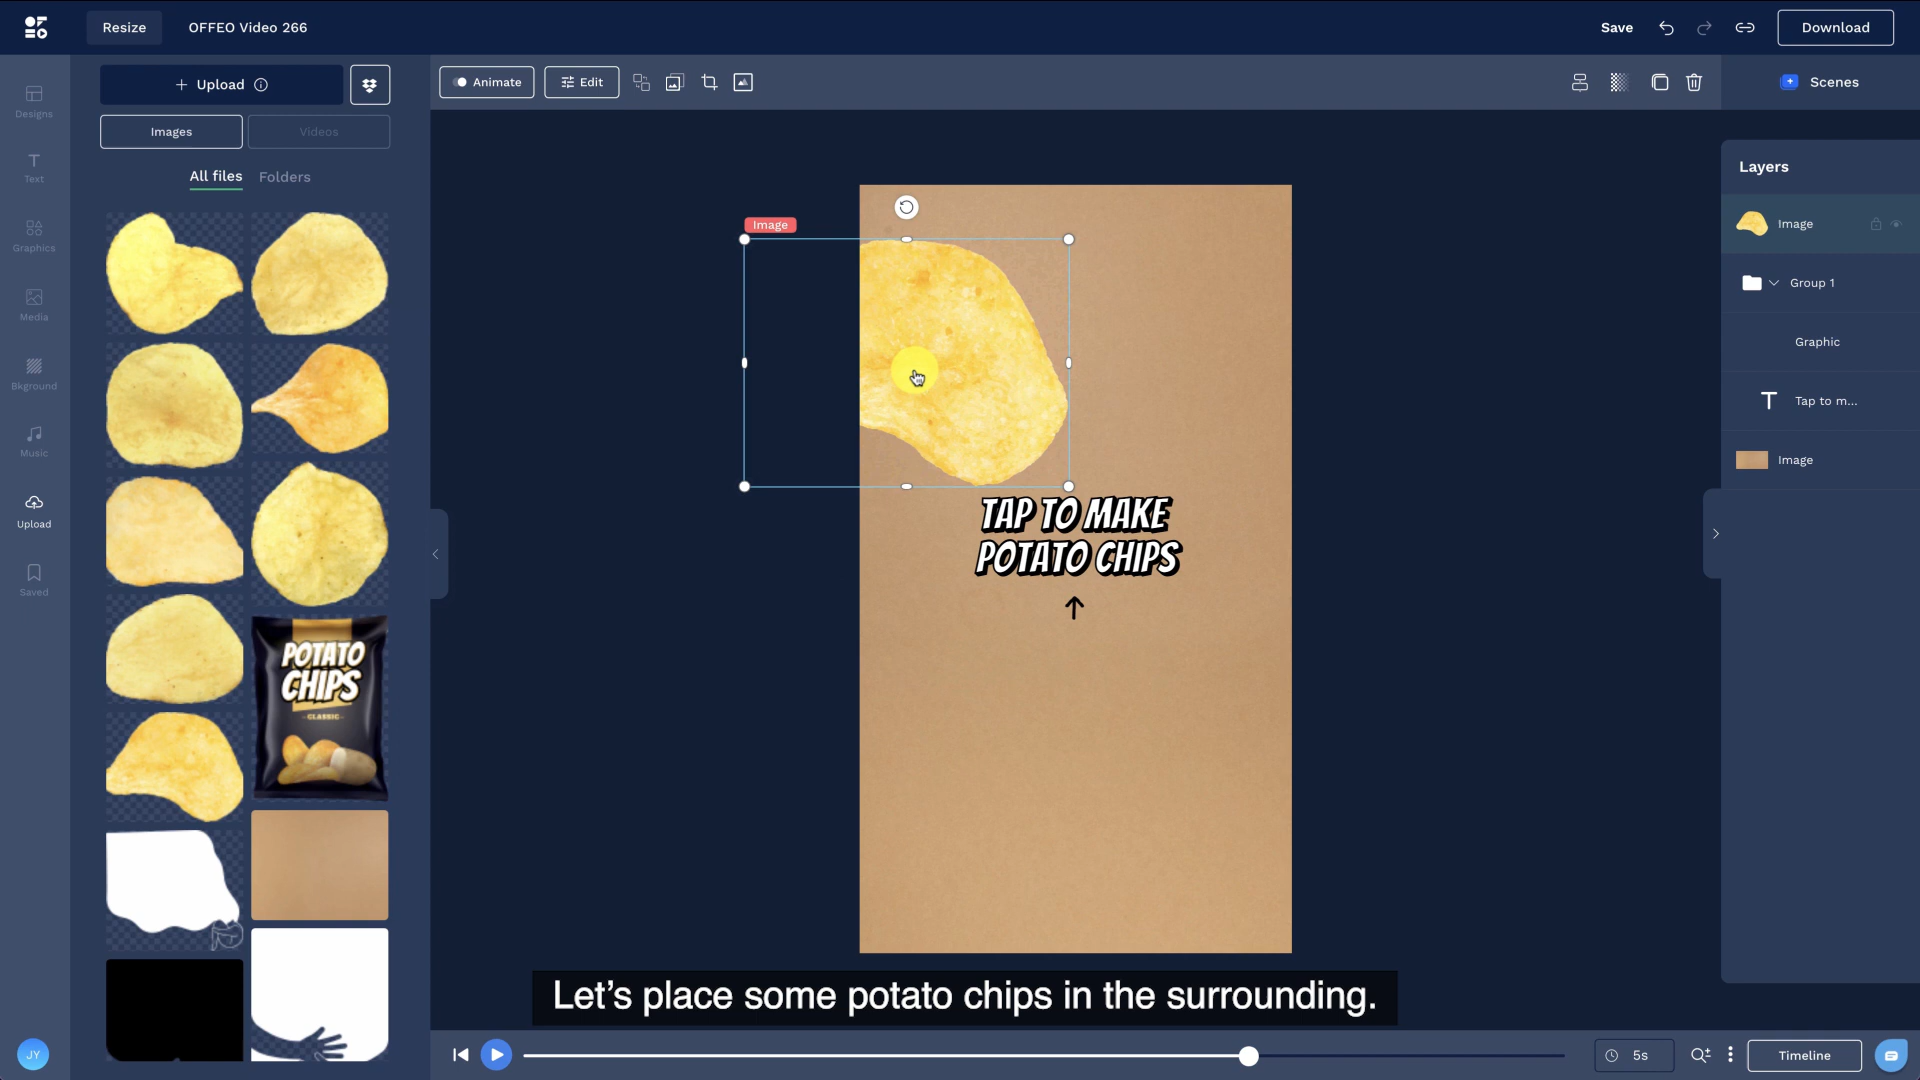 Resize
OFFEO Video 266
Save
Download
Designs
Text
Graphics
Media
Bkground
Music
Upload
Saved
JY
Upload
Images
Videos
All files
Folders
POTATO
CHIPS
CLASSIC
Animate
Edit
Image
TAP TO MAKE
POTATO CHIPS
Let's place some potato chips in the surrounding.
Scenes
Layers
Image
Group 1
Graphic
T
Tap to m...
Image
5s
Timeline